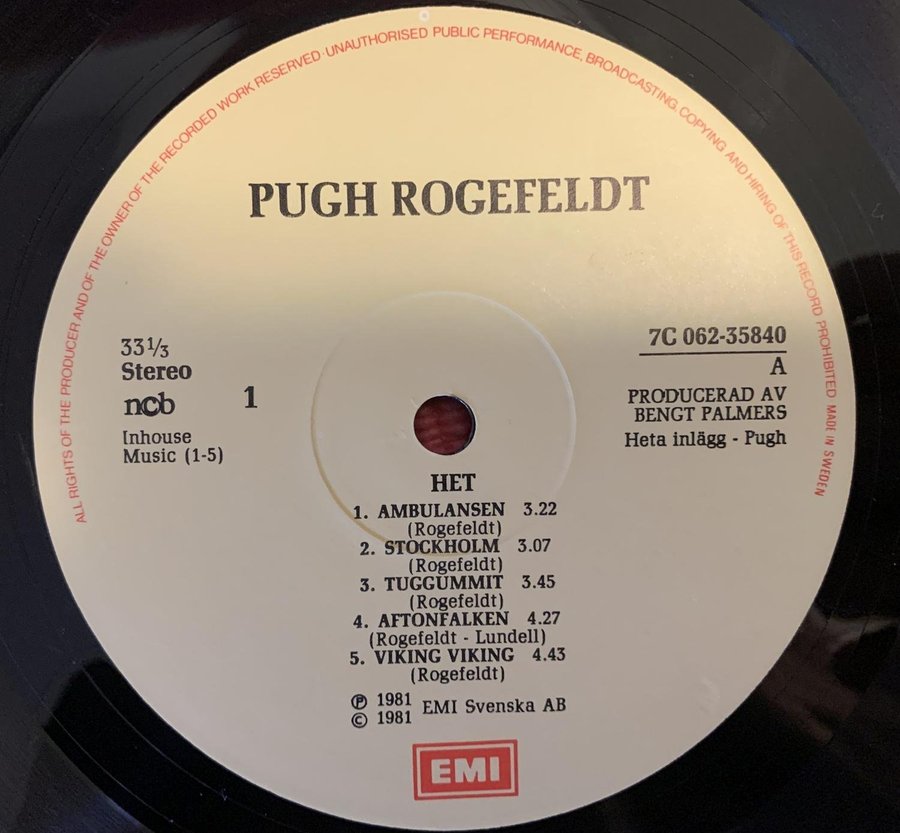 ALL RIGHTS OF THE PRODUCER AND OF THE OWNER OF THE RECORDED WORK RESERVED · UNAUTHORISED PUBLIC PERFORMANCE, BROADCASTING, COPYING AND HIRING OF THIS RECORD PROHIBITED MADE IN SWEDEN
PUGH ROGEFELDT
33⅓
Stereo
ncb
1
Inhouse
Music (1-5)
7C 062-35840
A
PRODUCERAD AV
BENGT PALMERS
Heta inlägg - Pugh
HET
1. AMBULANSEN 3.22
(Rogefeldt)
2. STOCKHOLM 3.07
(Rogefeldt)
3. TUGGUMMIT 3.45
(Rogefeldt)
4. AFTONFALKEN 4.27
(Rogefeldt - Lundell)
5. VIKING VIKING 4.43
(Rogefeldt)
℗ 1981
© 1981 EMI Svenska AB
EMI